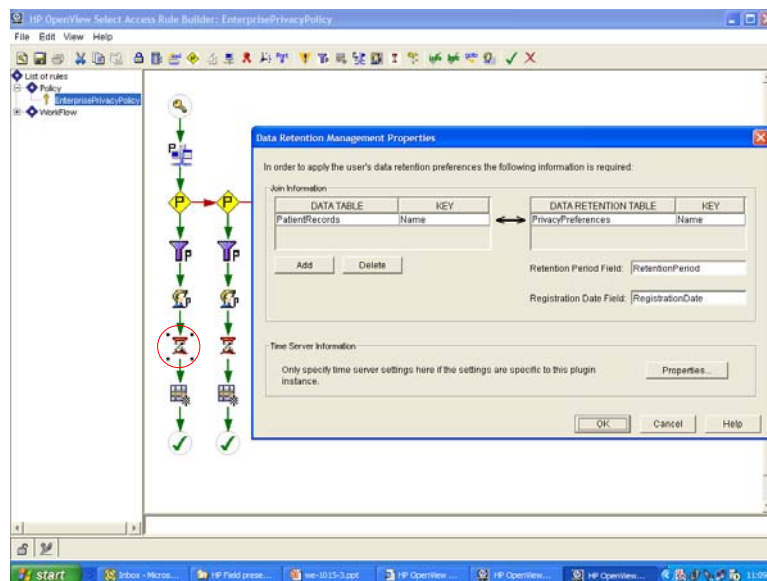 HP OpenView Select Access Rule Builder: EnterprisePrivacyPolicy
File Edit View Help
List of rules
Policy
EnterprisePrivacyPolicy
WorkFlow
P
P P
P P
P P
Data Retention Management Properties
In order to apply the user's data retention preferences the following information is required:
Join Information
DATA TABLE KEY DATA RETENTION TABLE KEY
PatientRecords Name PrivacyPreferences Name
Add Delete
Retention Period Field: RetentionPeriod
Registration Date Field: RegistrationDate
Time Server Information
Only specify time server settings here if the settings are specific to this plugin
instance.
Properties...
OK Cancel Help
start Inbox - Micros... HP Field prese... we-1015-3.ppt HP OpenView ... HP OpenView... HP OpenView... 11:09